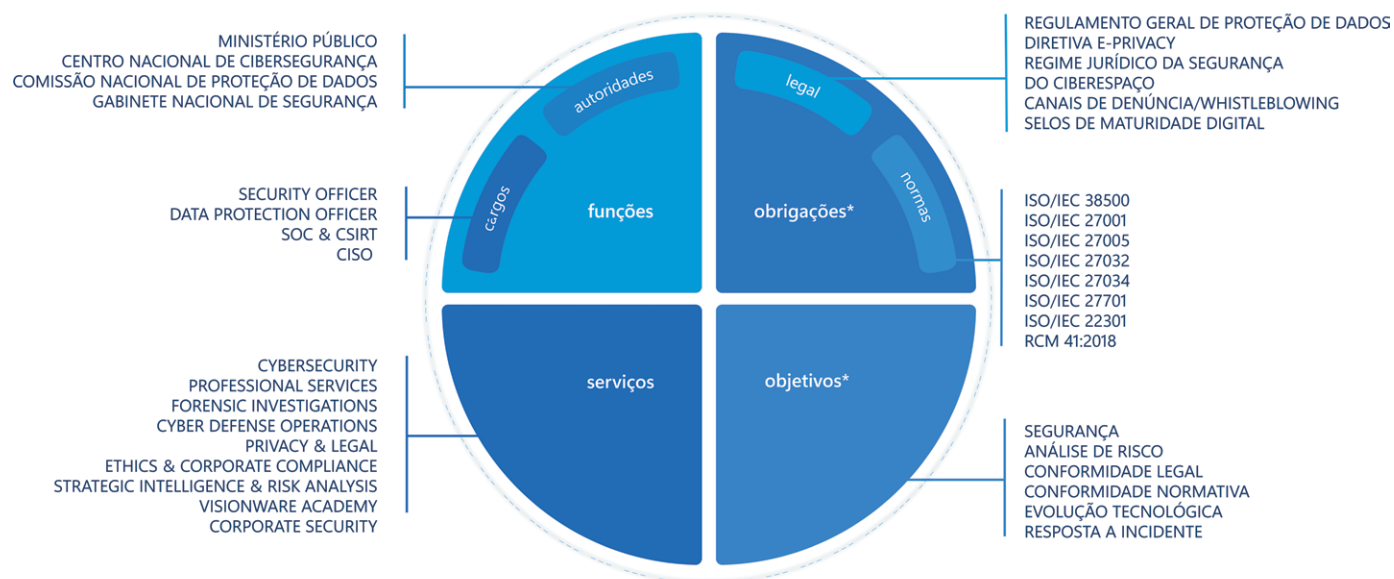 MINISTÉRIO PÚBLICO
CENTRO NACIONAL DE CIBERSEGURANÇA
COMISSÃO NACIONAL DE PROTEÇÃO DE DADOS
GABINETE NACIONAL DE SEGURANÇA
autoridades
SECURITY OFFICER
DATA PROTECTION OFFICER
SOC & CSIRT
CISO
cargos
funções
legal
REGULAMENTO GERAL DE PROTEÇÃO DE DADOS
DIRETIVA E-PRIVACY
REGIME JURÍDICO DA SEGURANÇA
DO CIBERESPAÇO
CANAIS DE DENÚNCIA/WHISTLEBLOWING
SELOS DE MATURIDADE DIGITAL
normas
obrigações*
ISO/IEC 38500
ISO/IEC 27001
ISO/IEC 27005
ISO/IEC 27032
ISO/IEC 27034
ISO/IEC 27701
ISO/IEC 22301
RCM 41:2018
serviços
CYBERSECURITY
PROFESSIONAL SERVICES
FORENSIC INVESTIGATIONS
CYBER DEFENSE OPERATIONS
PRIVACY & LEGAL
ETHICS & CORPORATE COMPLIANCE
STRATEGIC INTELLIGENCE & RISK ANALYSIS
VISIONWARE ACADEMY
CORPORATE SECURITY
objetivos*
SEGURANÇA
ANÁLISE DE RISCO
CONFORMIDADE LEGAL
CONFORMIDADE NORMATIVA
EVOLUÇÃO TECNOLÓGICA
RESPOSTA A INCIDENTE